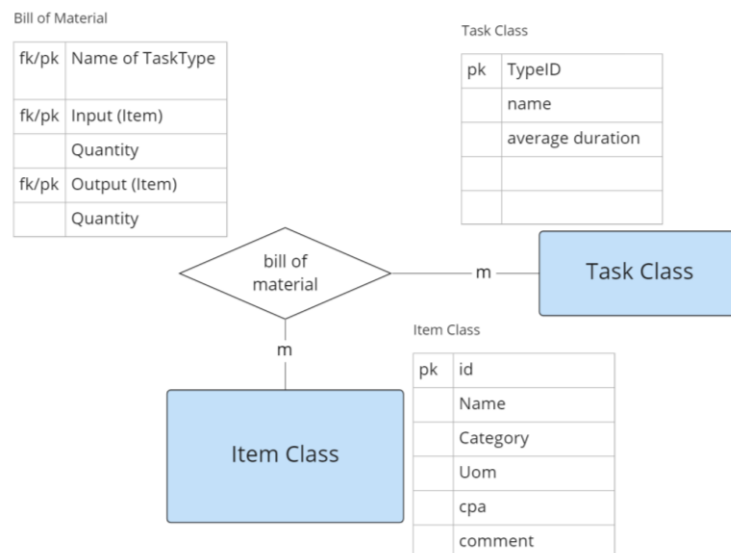 Bill of Material
fk/pk Name of TaskType
fk/pk Input (Item)
Quantity
fk/pk Output (Item)
Quantity
Task Class
pk TypeID
name
average duration
bill of
material
m
Task Class
m
Item Class
Item Class
pk id
Name
Category
Uom
cpa
comment